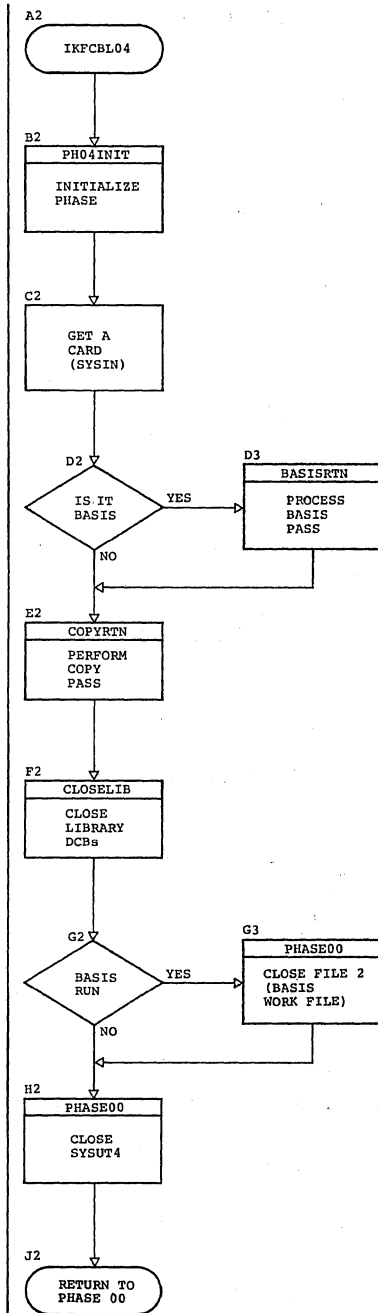 A2
IKFCBL04
B2
PH04INIT
INITIALIZE
PHASE
C2
GET A
CARD
(SYSIN)
D2
IS IT
BASIS
YES
NO
D3
BASISRTN
PROCESS
BASIS
PASS
E2
COPYRTN
PERFORM
COPY
PASS
F2
CLOSELIB
CLOSE
LIBRARY
DCBs
G2
BASIS
RUN
YES
NO
G3
PHASE00
CLOSE FILE 2
(BASIS
WORK FILE)
H2
PHASE00
CLOSE
SYSUT4
J2
RETURN TO
PHASE 00